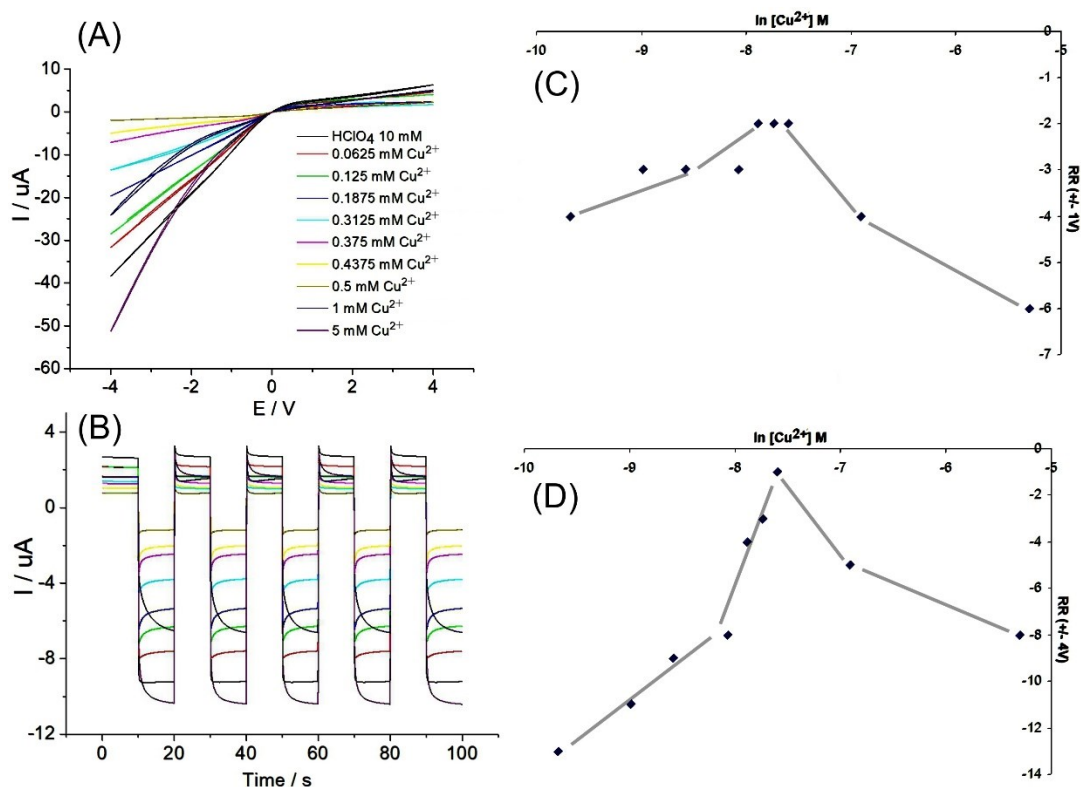 (A)
10
0
-10
-20
-30
-40
-50
-60
I / uA
-4 -2 0 2 4
E / V
HClO4 10 mM
0.0625 mM Cu2+
0.125 mM Cu2+
0.1875 mM Cu2+
0.3125 mM Cu2+
0.375 mM Cu2+
0.4375 mM Cu2+
0.5 mM Cu2+
1 mM Cu2+
5 mM Cu2+
(B)
4
0
-4
-8
-12
I / uA
0 20 40 60 80 100
Time / s
ln [Cu2+] M
-10 -9 -8 -7 -6 -5
(C)
0
-1
-2
-3
-4
-5
-6
-7
RR (+/- 1V)
ln [Cu2+] M
-10 -9 -8 -7 -6 -5
(D)
0
-2
-4
-6
-8
-10
-12
-14
RR (+/- 4V)